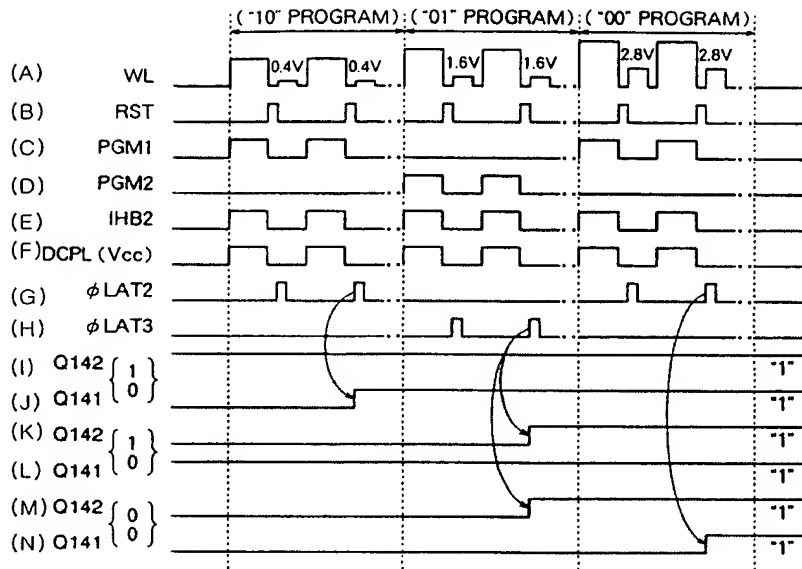 ("10" PROGRAM) ("01" PROGRAM) ("00" PROGRAM)
(A) WL 0.4V 0.4V 1.6V 1.6V 2.8V 2.8V
(B) RST
(C) PGM1
(D) PGM2
(E) IHB2
(F) DCPL (Vcc)
(G) φLAT2
(H) φLAT3
(I) Q142 1 "1"
(J) Q141 0 "1"
(K) Q142 1 "1"
(L) Q141 0 "1"
(M) Q142 0 "1"
(N) Q141 0 "1"